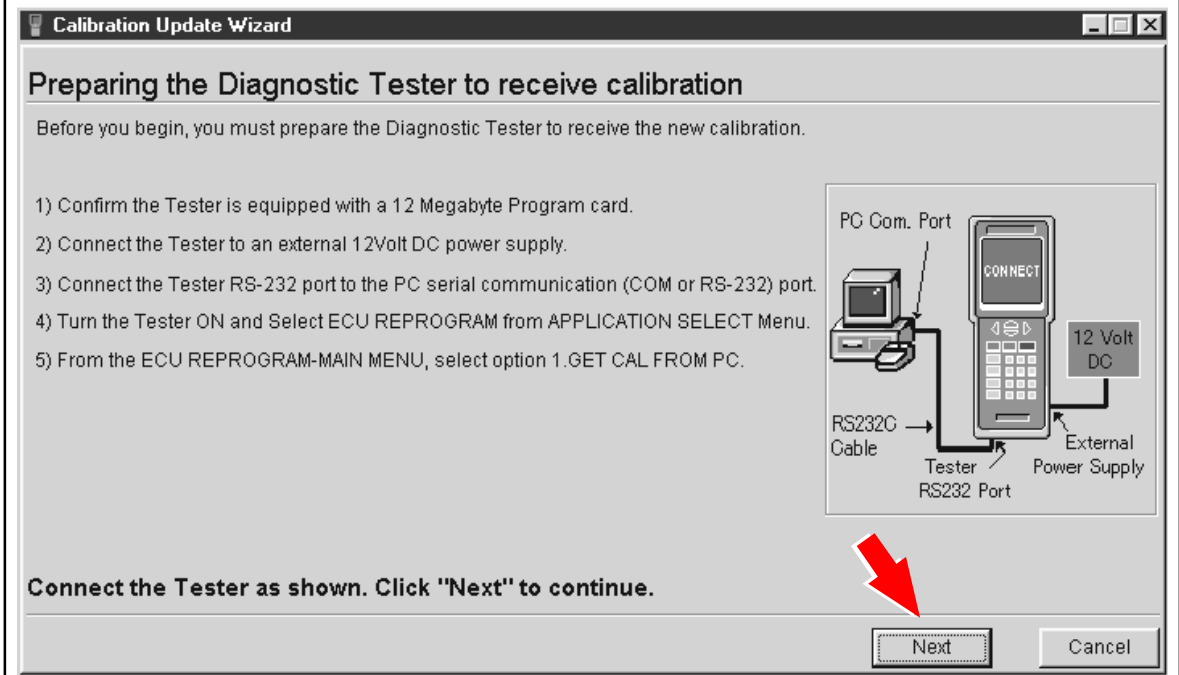 Calibration Update Wizard
Preparing the Diagnostic Tester to receive calibration
Before you begin, you must prepare the Diagnostic Tester to receive the new calibration.
1) Confirm the Tester is equipped with a 12 Megabyte Program card.
2) Connect the Tester to an external 12Volt DC power supply.
3) Connect the Tester RS-232 port to the PC serial communication (COM or RS-232) port.
4) Turn the Tester ON and Select ECU REPROGRAM from APPLICATION SELECT Menu.
5) From the ECU REPROGRAM-MAIN MENU, select option 1.GET CAL FROM PC.
PC Com. Port
CONNECT
12 Volt
DC
RS232C
Cable
Tester
RS232 Port
External
Power Supply
Connect the Tester as shown. Click "Next" to continue.
Next
Cancel